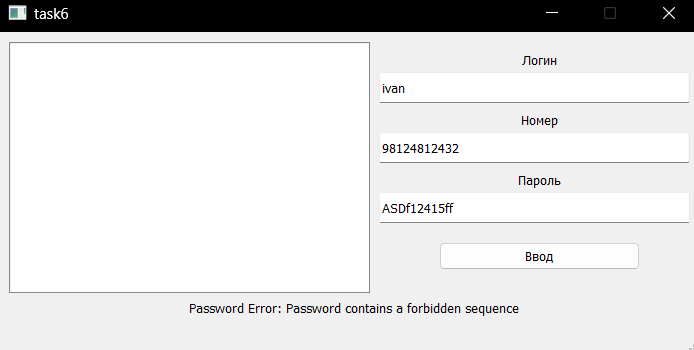 task6
Логин
ivan
Номер
98124812432
Пароль
ASDf12415ff
Ввод
Password Error: Password contains a forbidden sequence